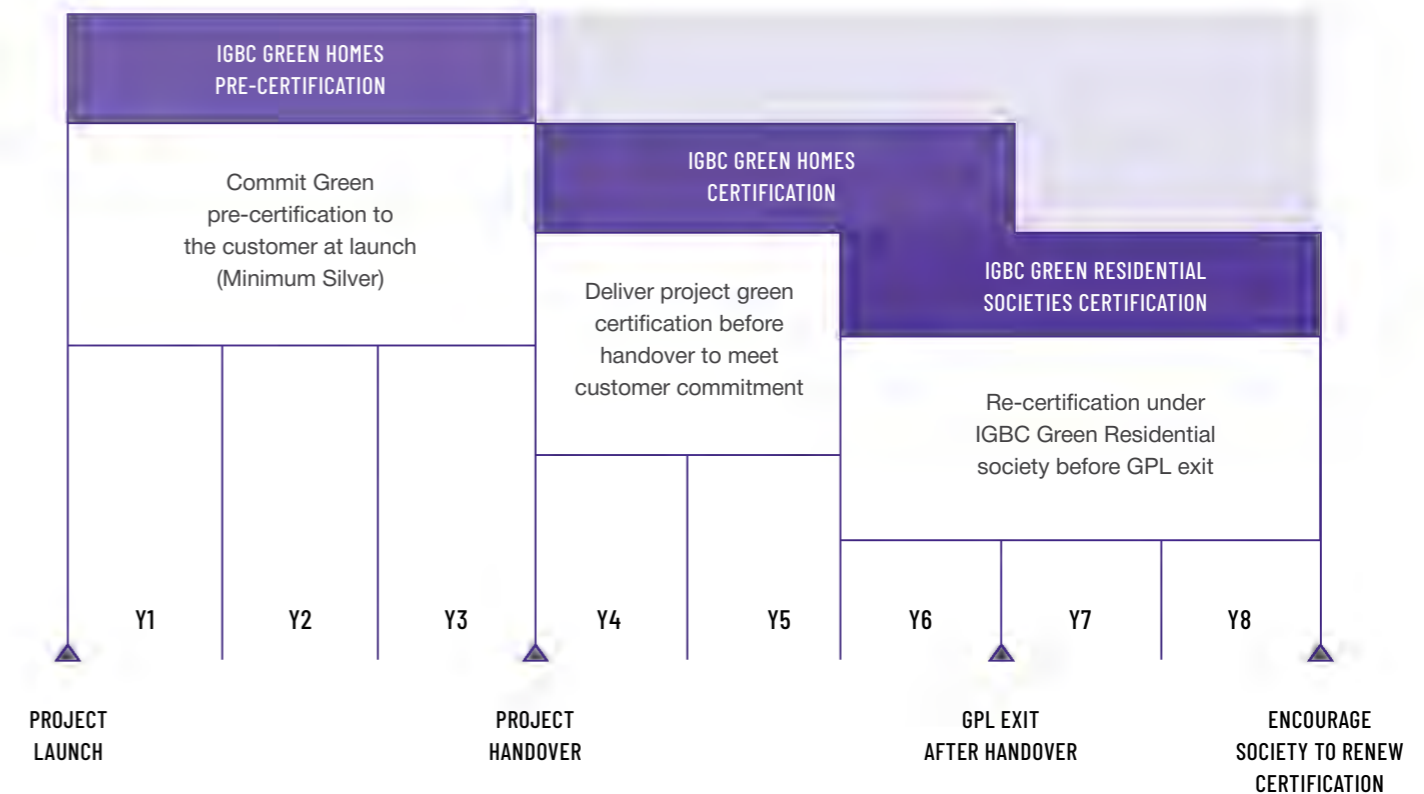 IGBC GREEN HOMES
PRE-CERTIFICATION
Commit Green
pre-certification to
the customer at launch
(Minimum Silver)
IGBC GREEN HOMES
CERTIFICATION
Deliver project green
certification before
handover to meet
customer commitment
IGBC GREEN RESIDENTIAL
SOCIETIES CERTIFICATION
Re-certification under
IGBC Green Residential
society before GPL exit
Y1
Y2
Y3
Y4
Y5
Y6
Y7
Y8
PROJECT
LAUNCH
PROJECT
HANDOVER
GPL EXIT
AFTER HANDOVER
ENCOURAGE
SOCIETY TO RENEW
CERTIFICATION